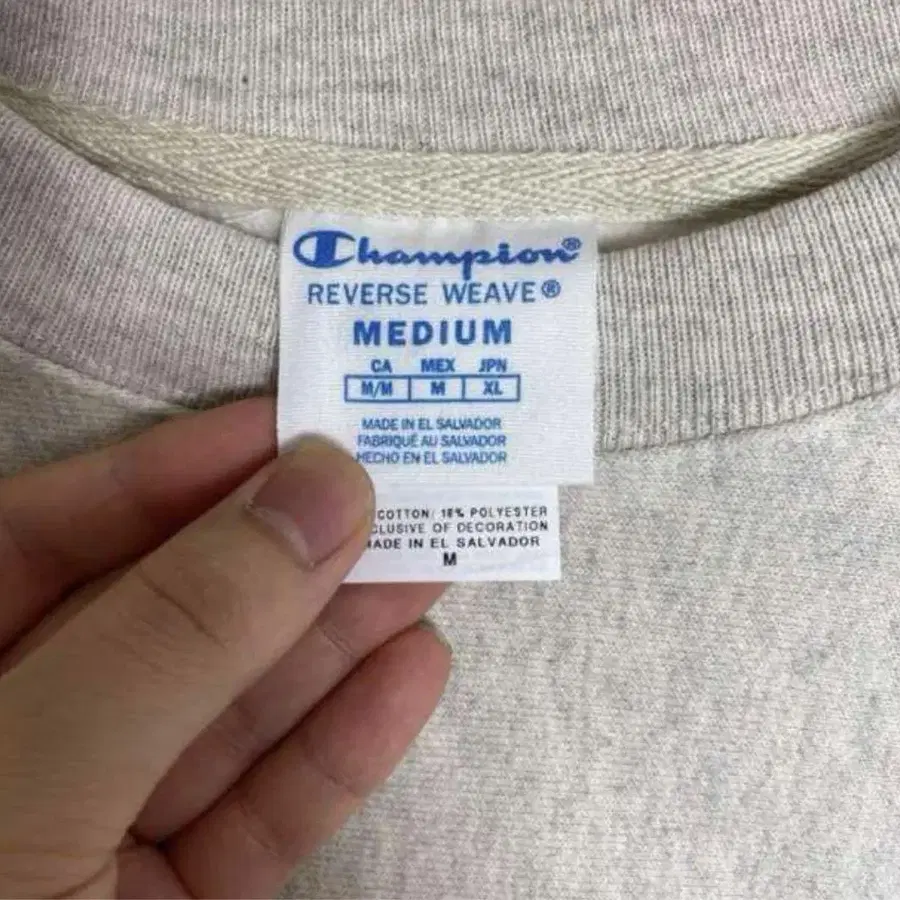 Champion®
REVERSE WEAVE®
MEDIUM
CA MEX JPN
M/M M XL
MADE IN EL SALVADOR
FABRIQUÉ AU SALVADOR
HECHO EN EL SALVADOR
COTTON/ 18% POLYESTER
OF DECORATION
MADE IN EL SALVADOR
M